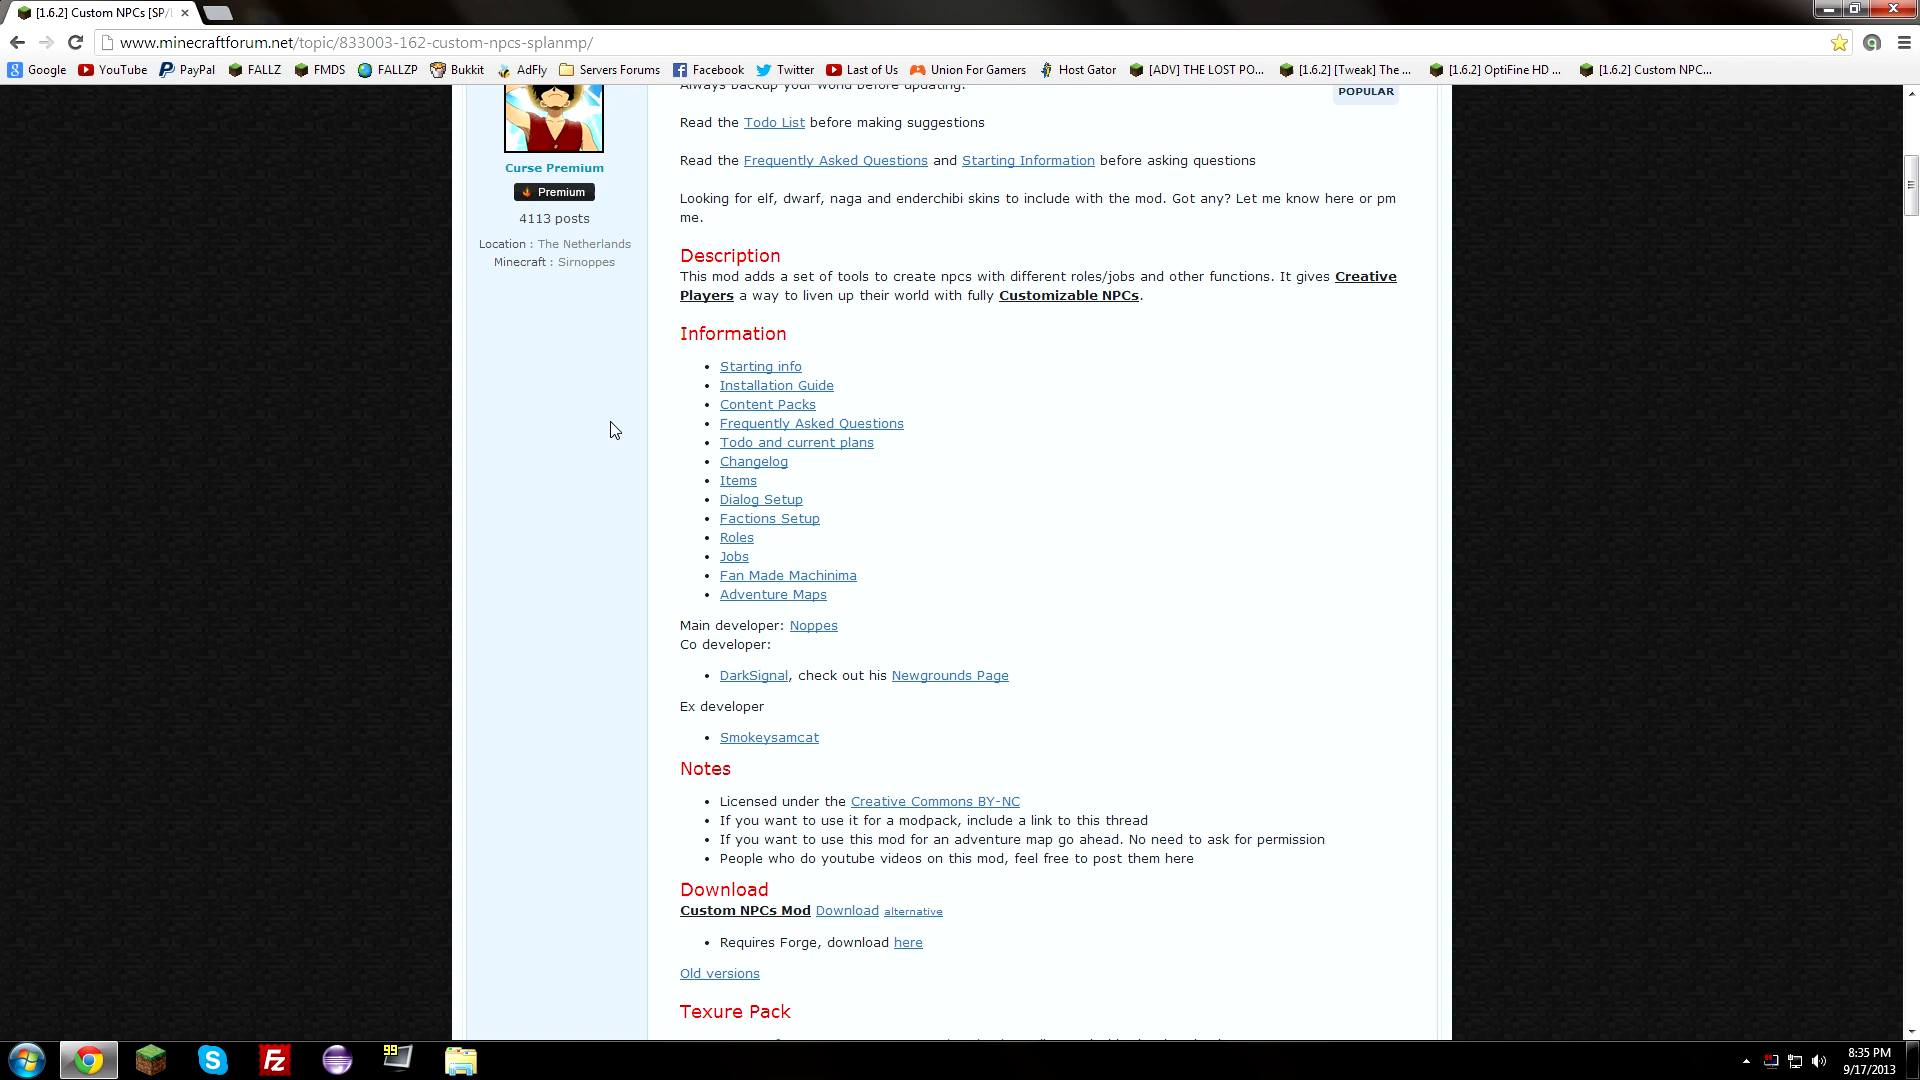 [1.6.2] Custom NPCs [SP/L
www.minecraftforum.net/topic/833003-162-custom-npcs-splanmp/
Google YouTube PayPal FALLZ FMDS FALLZP Bukkit AdFly Servers Forums Facebook Twitter Last of Us Union For Gamers Host Gator [ADV] THE LOST PO... [1.6.2] [Tweak] The ... [1.6.2] OptiFine HD ... [1.6.2] Custom NPC...
Always backup your world before updating.
POPULAR
Read the Todo List before making suggestions
Read the Frequently Asked Questions and Starting Information before asking questions
Curse Premium
Premium
4113 posts
Location : The Netherlands
Minecraft : Sirnoppes
Looking for elf, dwarf, naga and enderchibi skins to include with the mod. Got any? Let me know here or pm
me.
Description
This mod adds a set of tools to create npcs with different roles/jobs and other functions. It gives Creative
Players a way to liven up their world with fully Customizable NPCs.
Information
• Starting info
• Installation Guide
• Content Packs
• Frequently Asked Questions
• Todo and current plans
• Changelog
• Items
• Dialog Setup
• Factions Setup
• Roles
• Jobs
• Fan Made Machinima
• Adventure Maps
Main developer: Noppes
Co developer:
• DarkSignal, check out his Newgrounds Page
Ex developer
• Smokeysamcat
Notes
• Licensed under the Creative Commons BY-NC
• If you want to use it for a modpack, include a link to this thread
• If you want to use this mod for an adventure map go ahead. No need to ask for permission
• People who do youtube videos on this mod, feel free to post them here
Download
Custom NPCs Mod Download alternative
• Requires Forge, download here
Old versions
Texure Pack
99
8:35 PM
9/17/2013